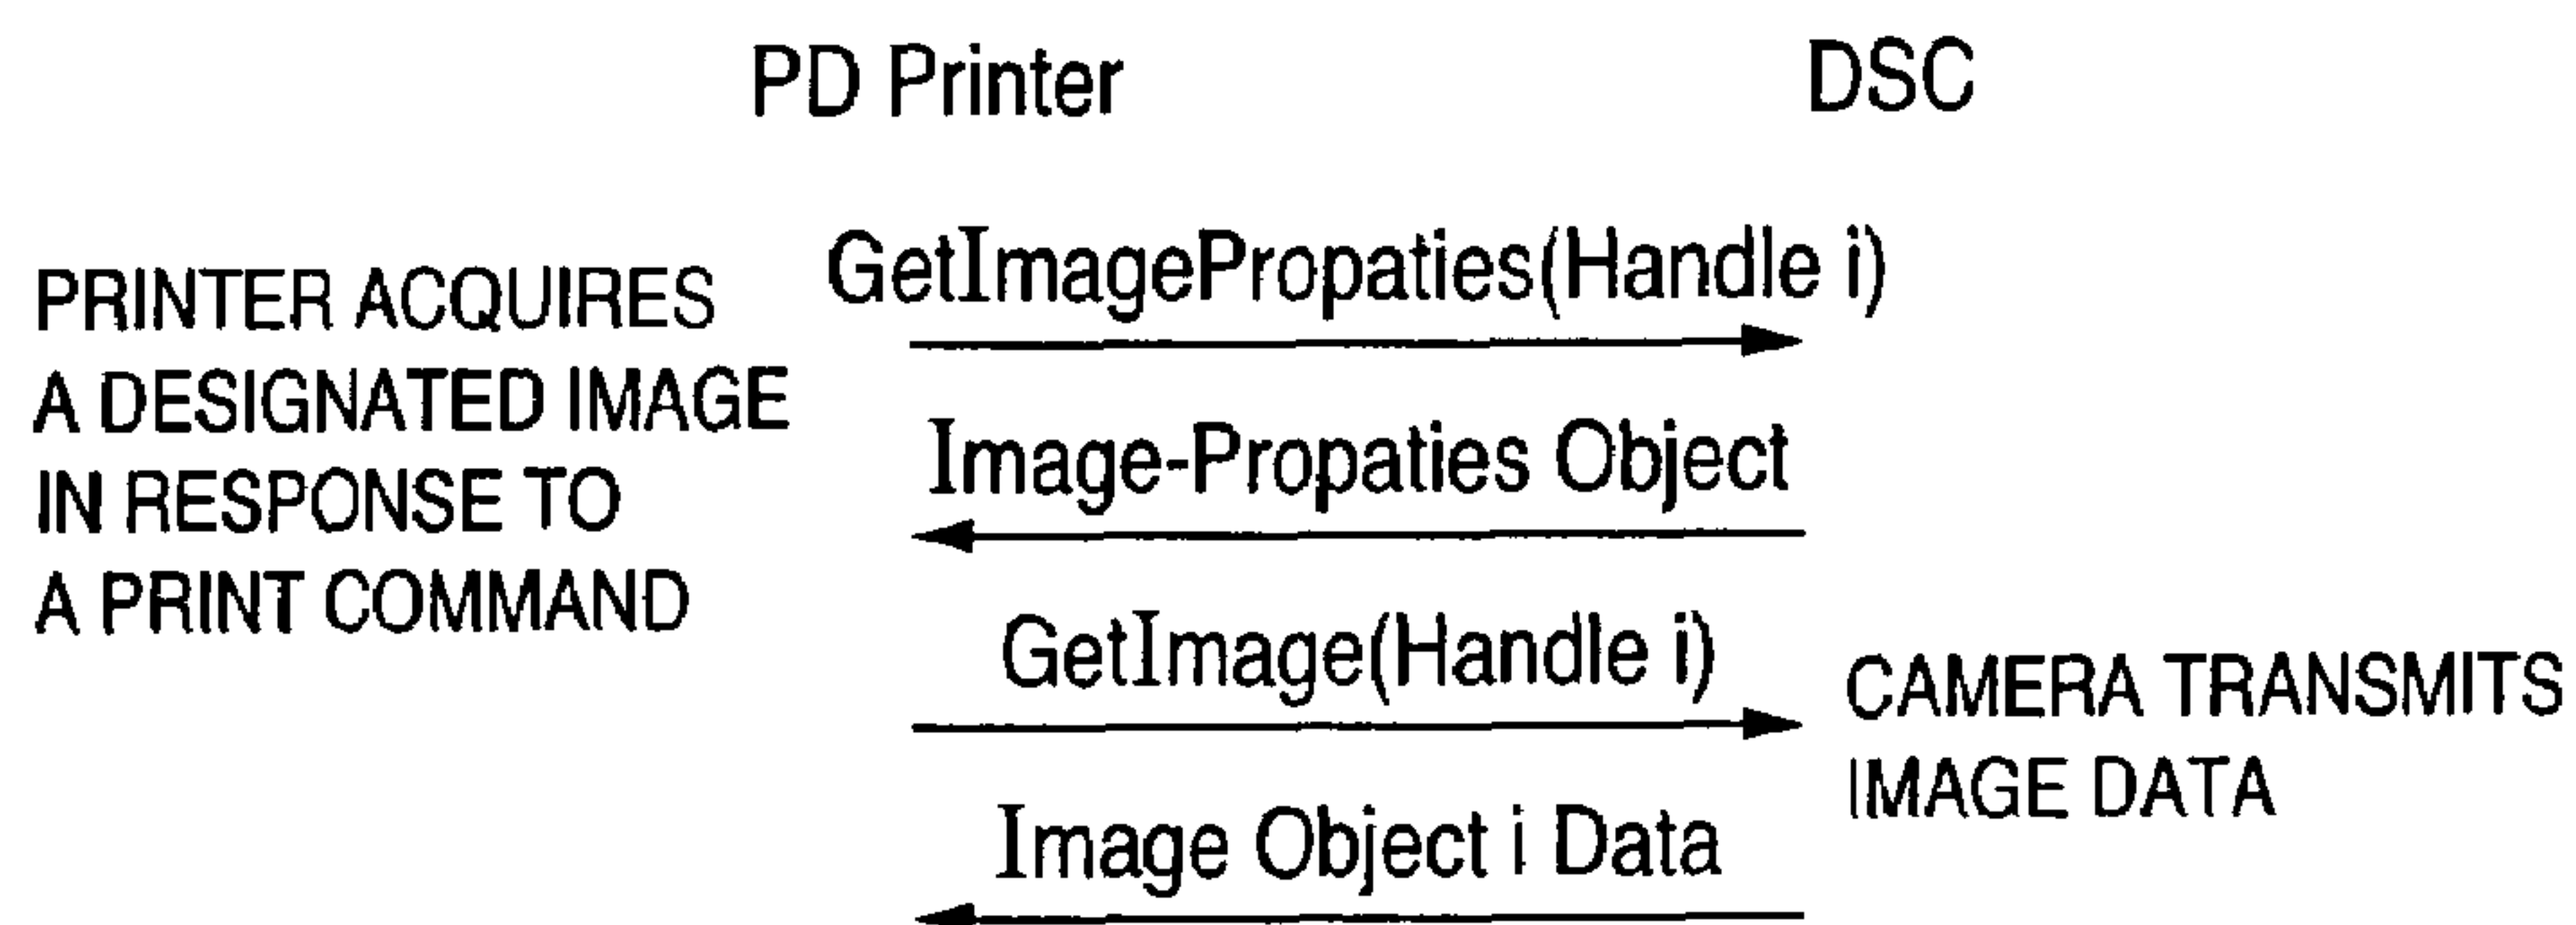 PD Printer DSC
GetImagePropaties(Handle i)
PRINTER ACQUIRES
A DESIGNATED IMAGE
IN RESPONSE TO
A PRINT COMMAND
Image-Propaties Object
GetImage(Handle i)
CAMERA TRANSMITS
IMAGE DATA
Image Object i Data